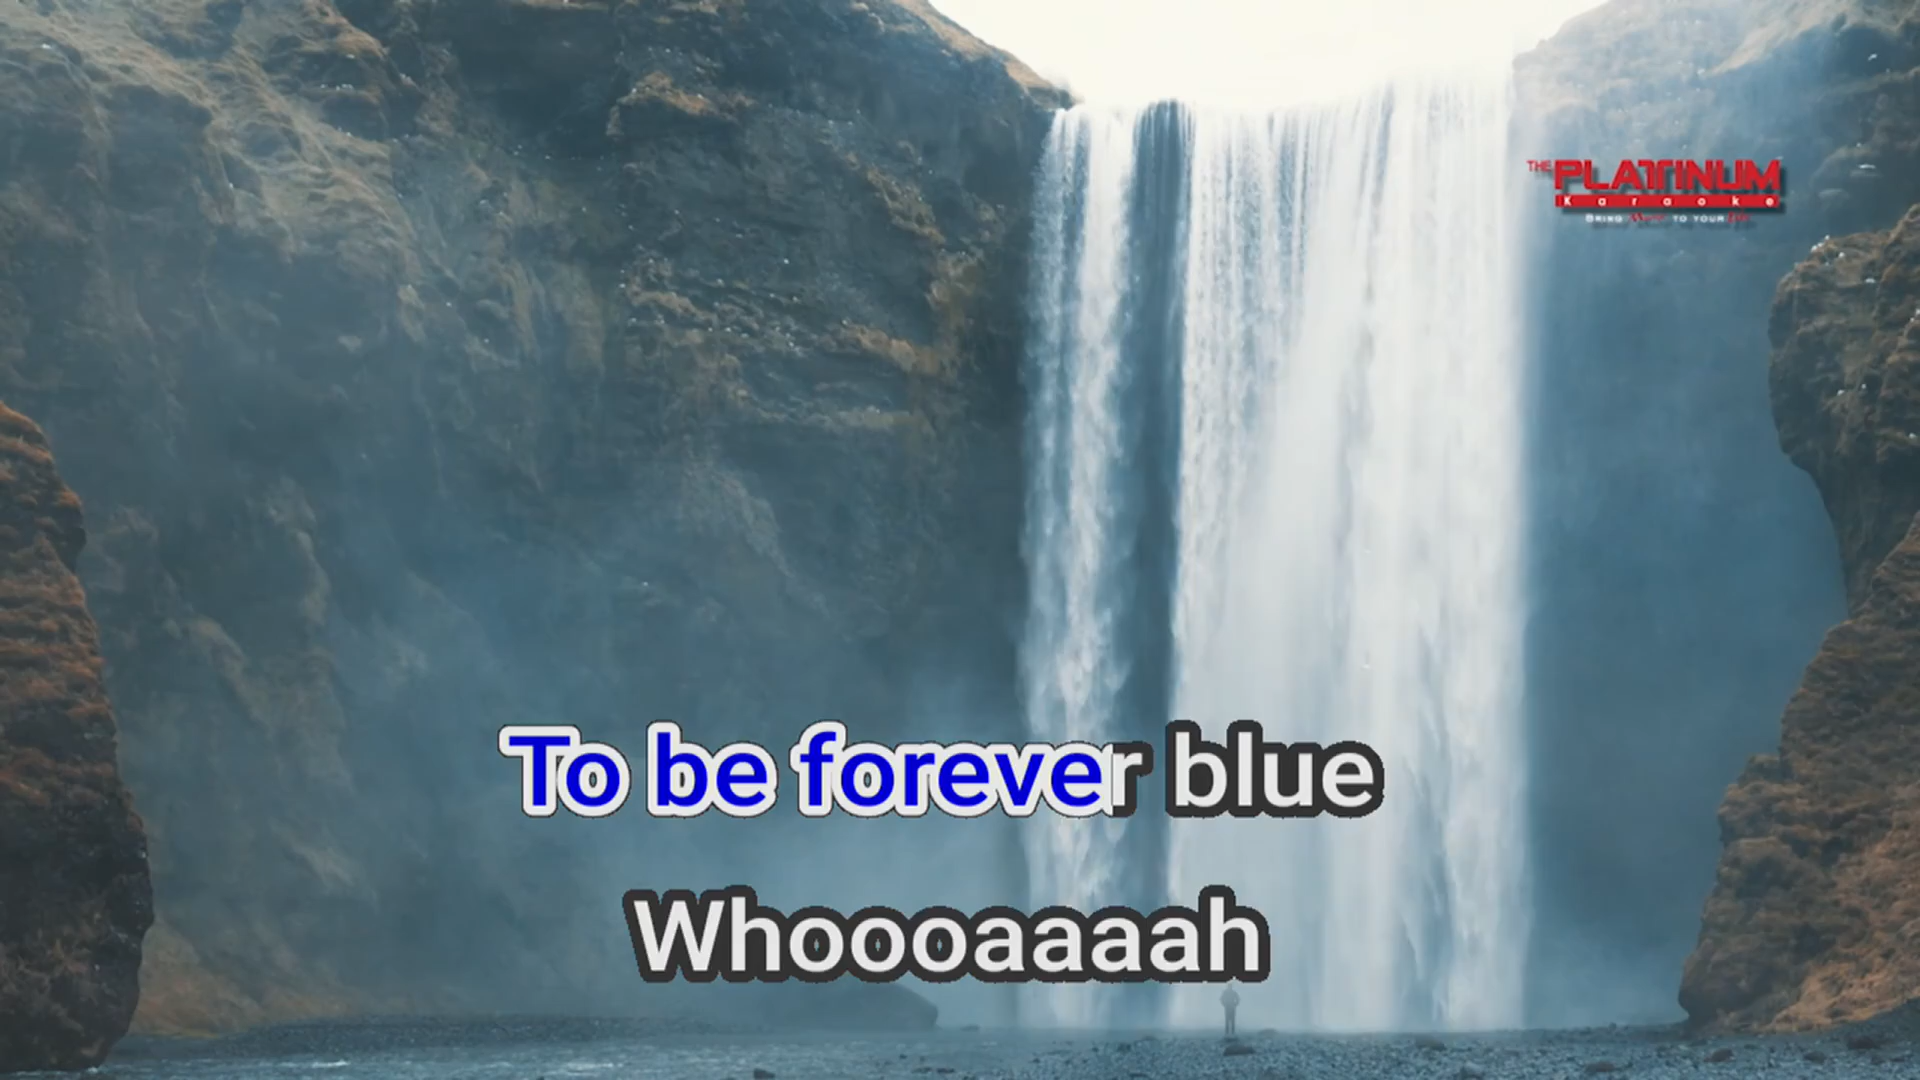 THE PLATINUM
Karaoke
BRING Music TO YOUR Life
To be forever blue
Whoooaaaah